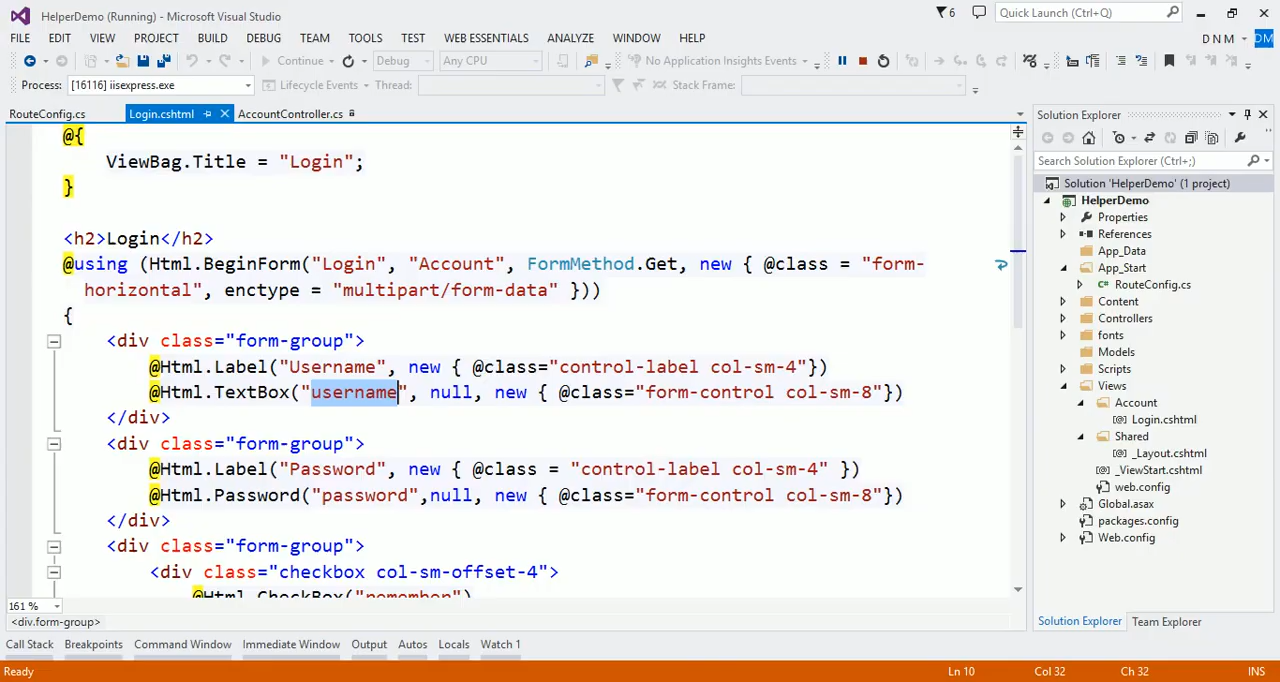 HelperDemo (Running) - Microsoft Visual Studio
6
Quick Launch (Ctrl+Q)
FILE EDIT VIEW PROJECT BUILD DEBUG TEAM TOOLS TEST WEB ESSENTIALS ANALYZE WINDOW HELP
D N M
DM
Continue Debug Any CPU No Application Insights Events
Process: [16116] iisexpress.exe Lifecycle Events Thread: Stack Frame:
RouteConfig.cs Login.cshtml AccountController.cs
@{
ViewBag.Title = "Login";
}
<h2>Login</h2>
@using (Html.BeginForm("Login", "Account", FormMethod.Get, new { @class = "form-
horizontal", enctype = "multipart/form-data" }))
{
<div class="form-group">
@Html.Label("Username", new { @class="control-label col-sm-4"})
@Html.TextBox("username", null, new { @class="form-control col-sm-8"})
</div>
<div class="form-group">
@Html.Label("Password", new { @class = "control-label col-sm-4" })
@Html.Password("password",null, new { @class="form-control col-sm-8"})
</div>
<div class="form-group">
<div class="checkbox col-sm-offset-4">
@Html.CheckBox("remember")
161 %
<div.form-group>
Solution Explorer
Search Solution Explorer (Ctrl+;)
Solution 'HelperDemo' (1 project)
HelperDemo
Properties
References
App_Data
App_Start
RouteConfig.cs
Content
Controllers
fonts
Models
Scripts
Views
Account
Login.cshtml
Shared
_Layout.cshtml
_ViewStart.cshtml
web.config
Global.asax
packages.config
Web.config
Solution Explorer Team Explorer
Call Stack Breakpoints Command Window Immediate Window Output Autos Locals Watch 1
Ready Ln 10 Col 32 Ch 32 INS